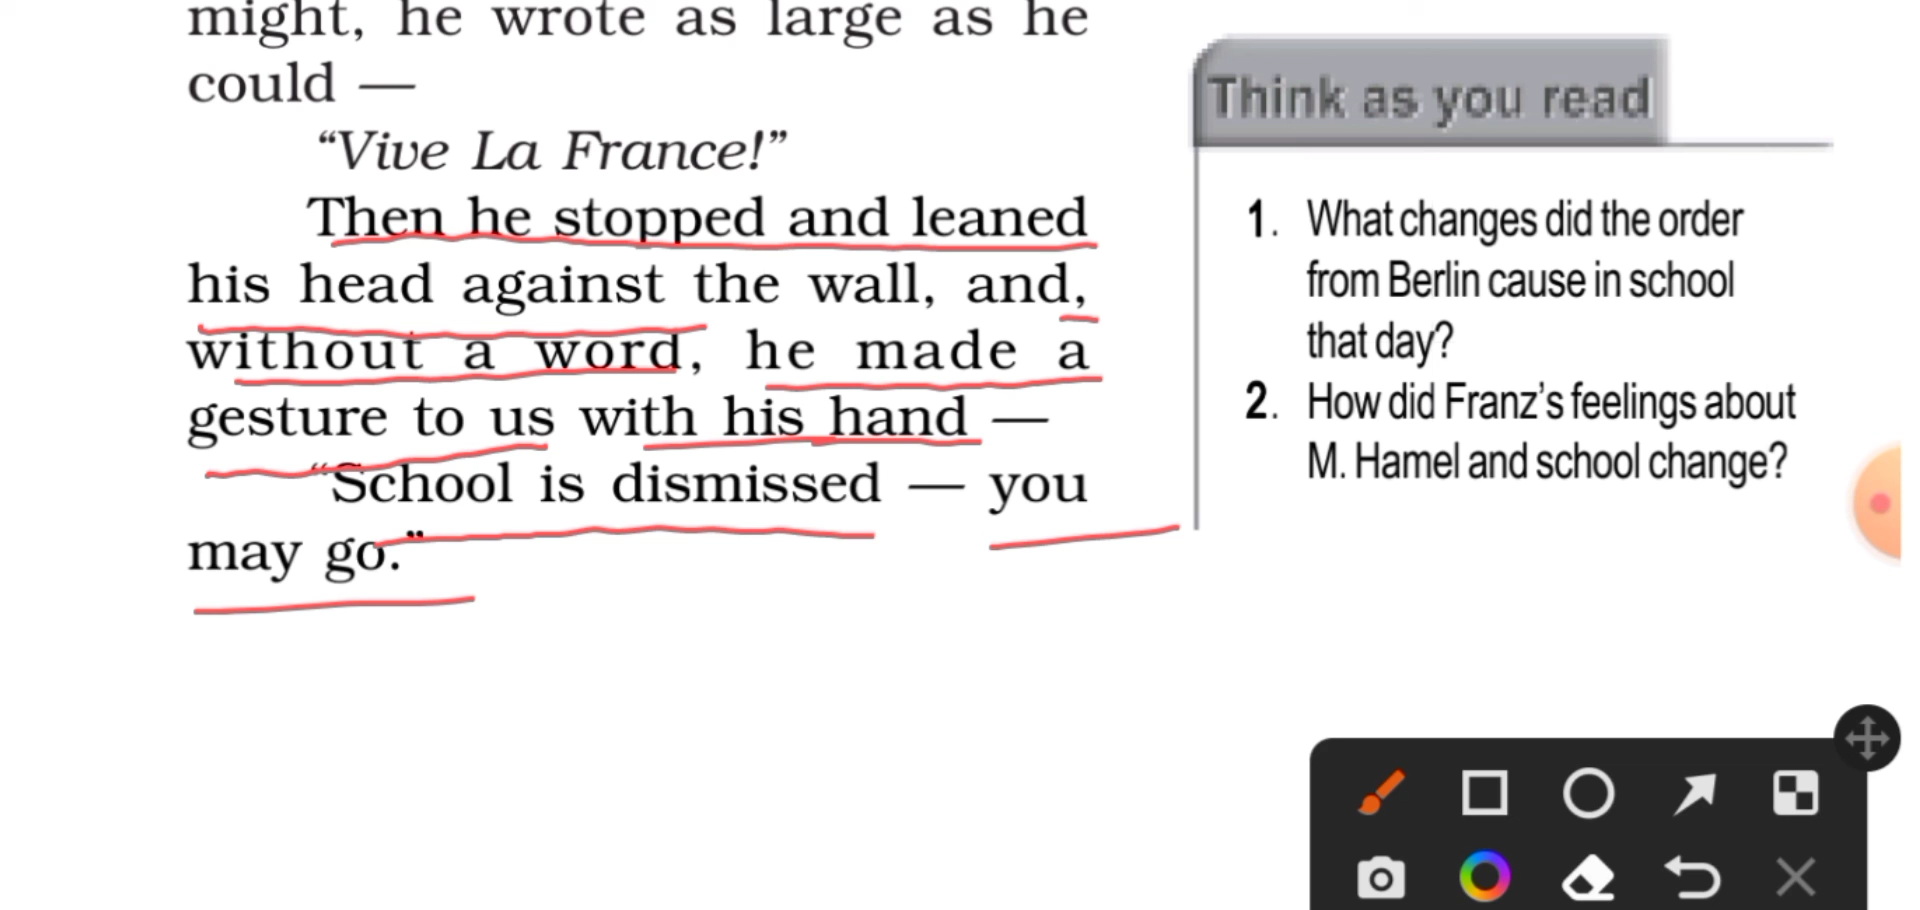 might, he wrote as large as he
could —
“Vive La France!”
Then he stopped and leaned
his head against the wall, and,
without a word, he made a
gesture to us with his hand —
“School is dismissed — you
may go.”
Think as you read
1. What changes did the order
from Berlin cause in school
that day?
2. How did Franz’s feelings about
M. Hamel and school change?